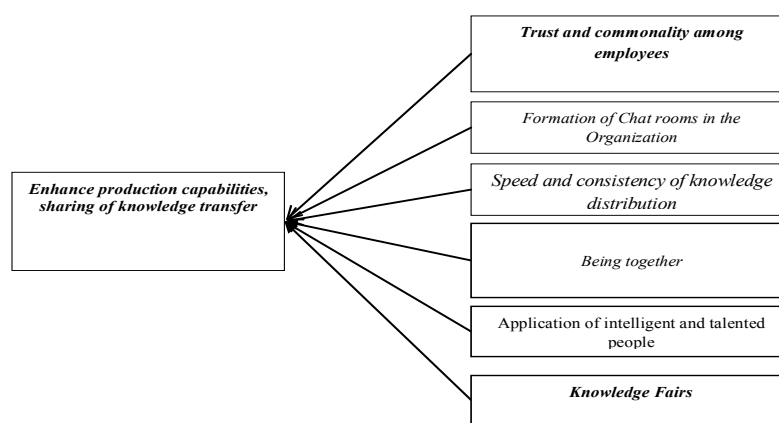 Trust and commonality among
employees
Formation of Chat rooms in the
Organization
Enhance production capabilities,
sharing of knowledge transfer
Speed and consistency of knowledge
distribution
Being together
Application of intelligent and talented
people
Knowledge Fairs